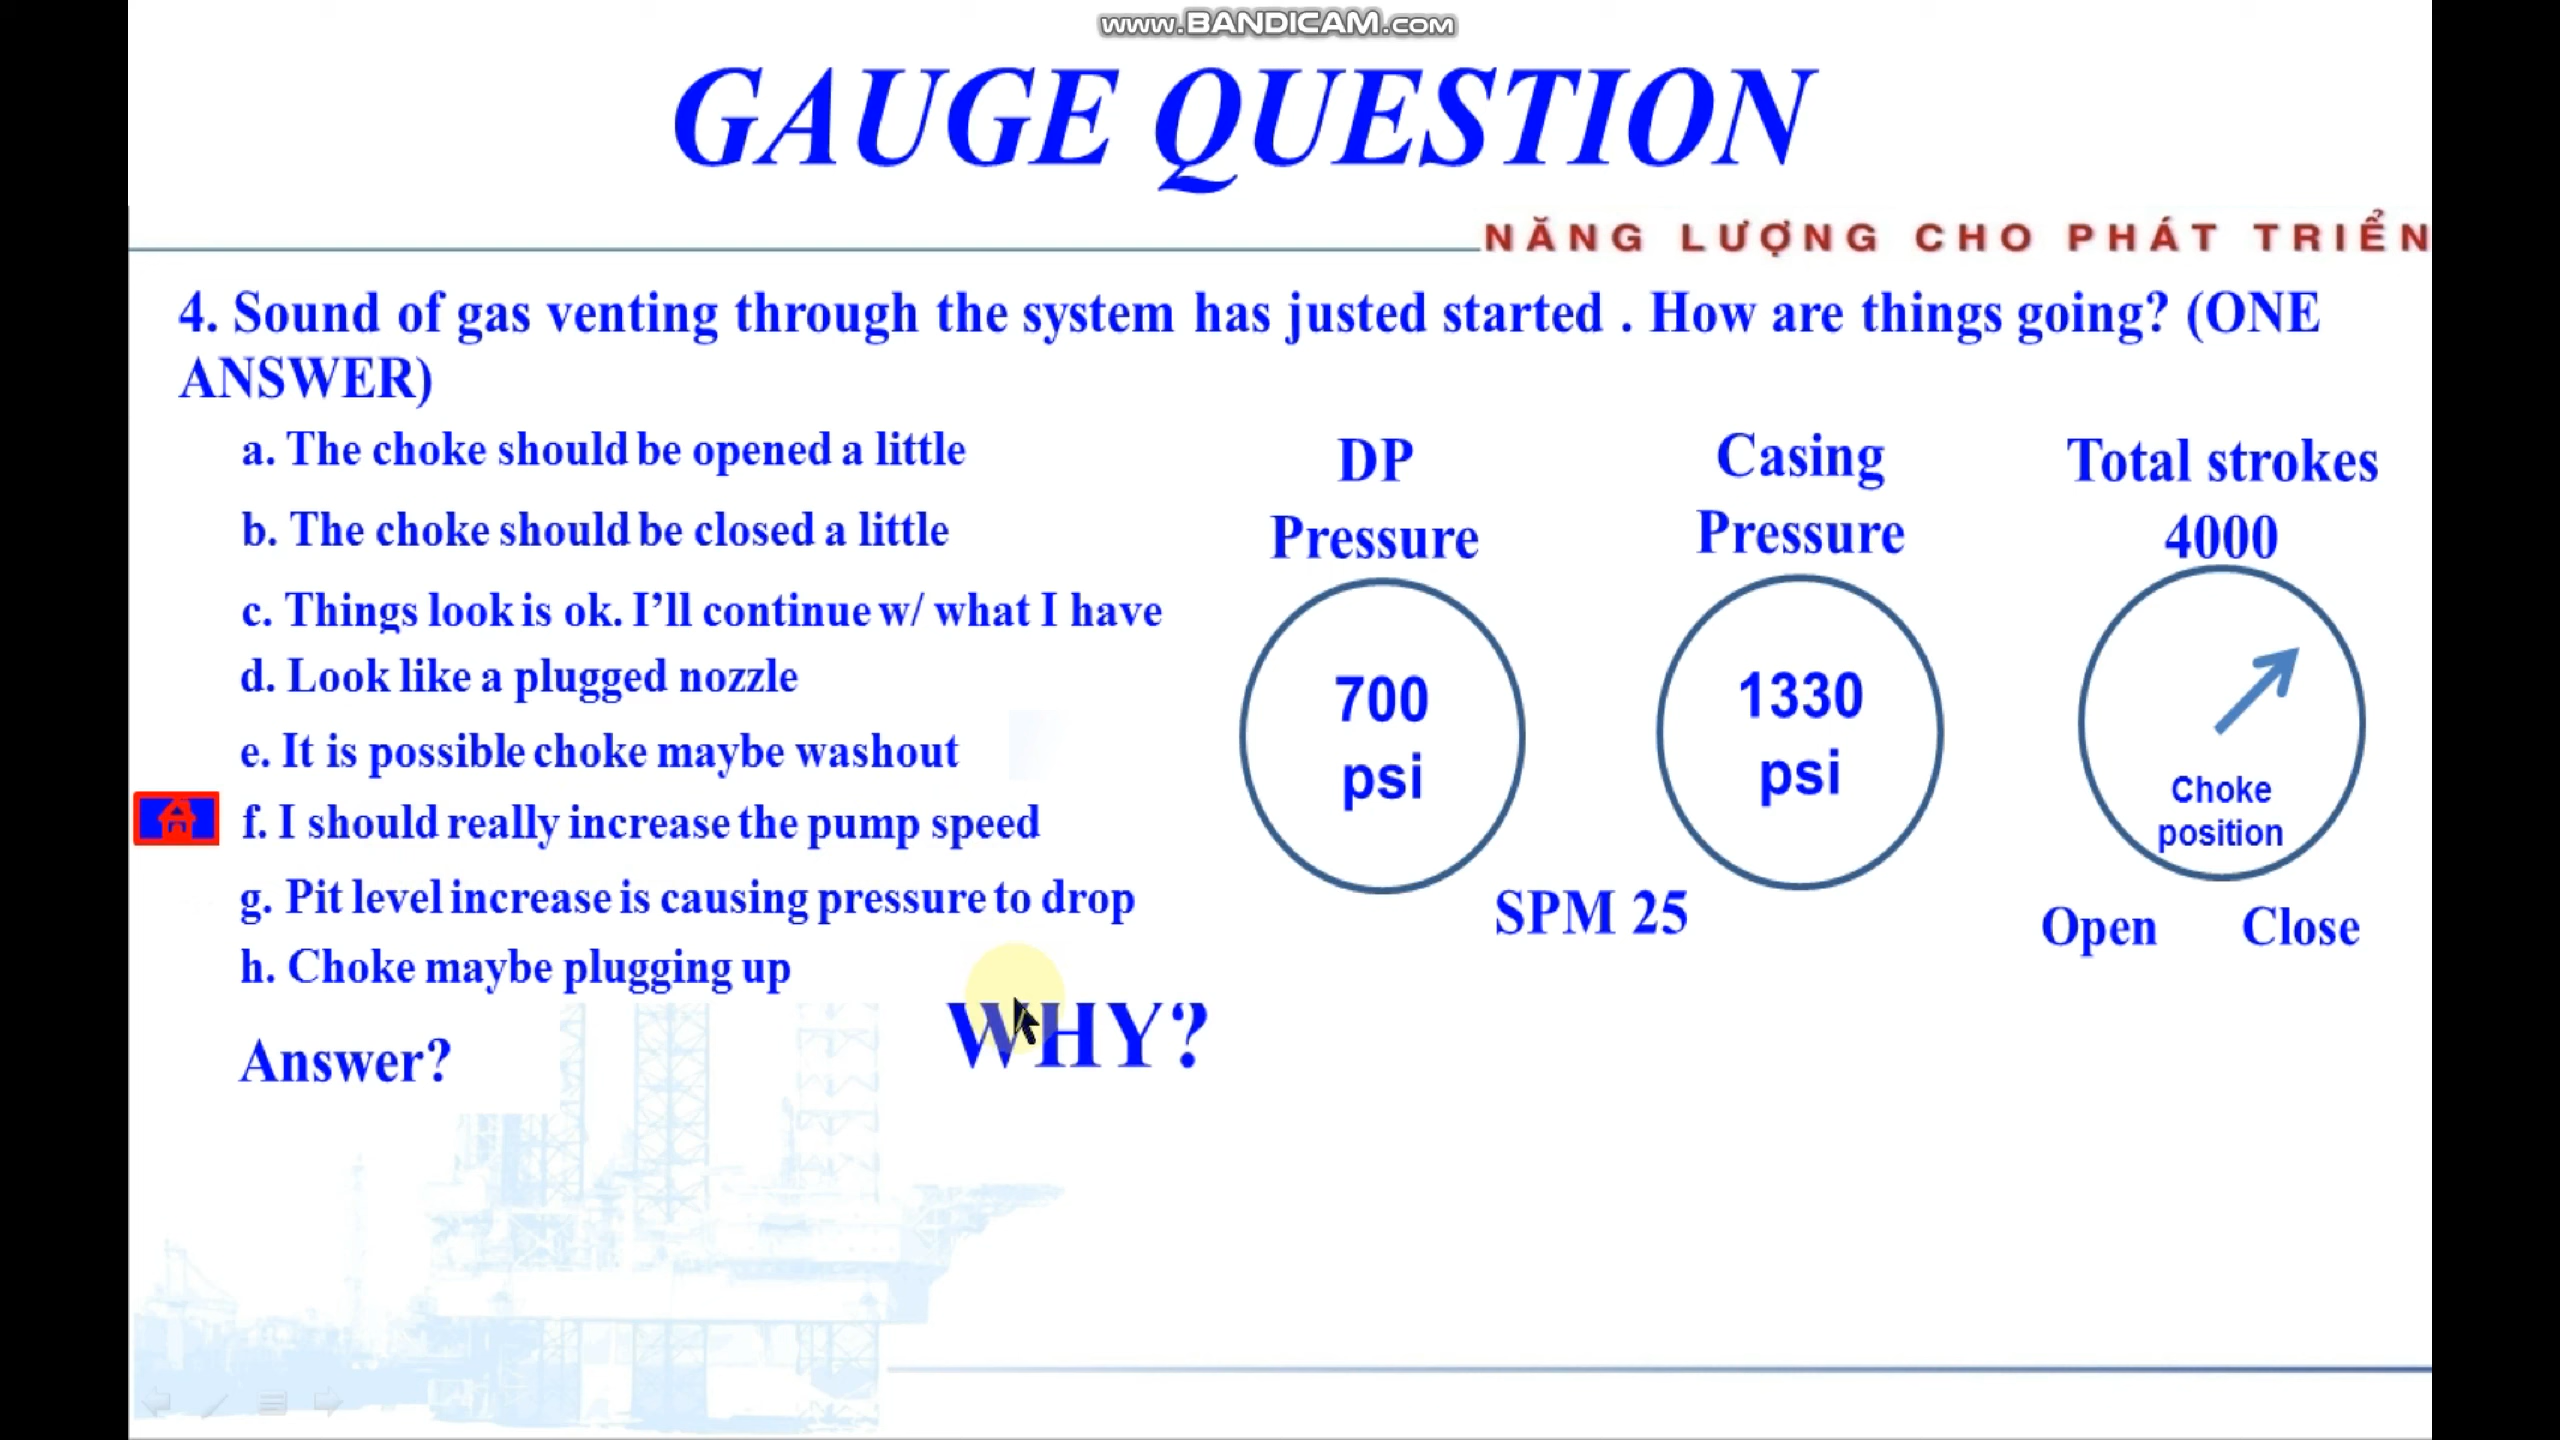 www.BANDICAM.com
GAUGE QUESTION
NĂNG LƯỢNG CHO PHÁT TRIỂN
4. Sound of gas venting through the system has justed started . How are things going? (ONE
ANSWER)
a. The choke should be opened a little
b. The choke should be closed a little
c. Things look is ok. I’ll continue w/ what I have
d. Look like a plugged nozzle
e. It is possible choke maybe washout
f. I should really increase the pump speed
g. Pit level increase is causing pressure to drop
h. Choke maybe plugging up
Answer?
WHY?
DP
Pressure
700
psi
Casing
Pressure
1330
psi
SPM 25
Total strokes
4000
Choke
position
Open Close